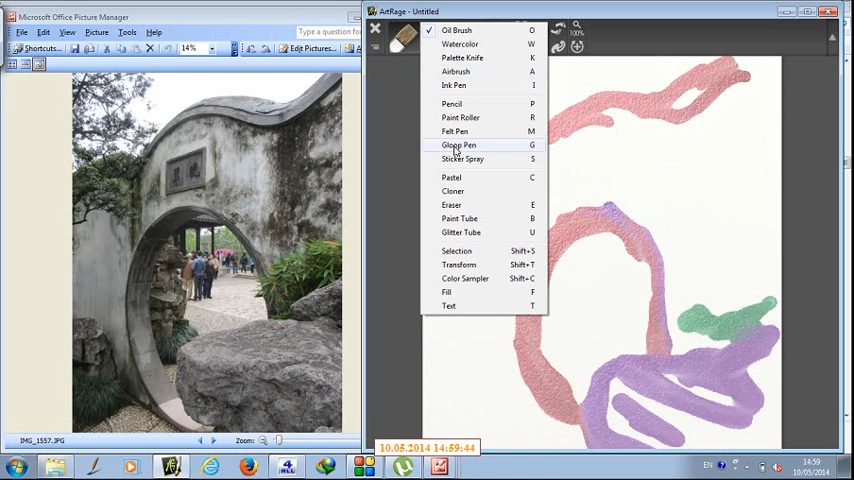 Microsoft Office Picture Manager
File Edit View Picture Tools Help
Type a question for h
Shortcuts...
14%
Edit Pictures...
IMG_1557.JPG
Zoom:
ArtRage - Untitled
100%
Oil Brush O
Watercolor W
Palette Knife K
Airbrush A
Ink Pen I
Pencil P
Paint Roller R
Felt Pen M
Gloop Pen G
Sticker Spray S
Pastel C
Cloner
Eraser E
Paint Tube B
Glitter Tube U
Selection Shift+S
Transform Shift+T
Color Sampler Shift+C
Fill F
Text T
10.05.2014 14:59:44
4
ALL
EN
14:59
10/05/2014